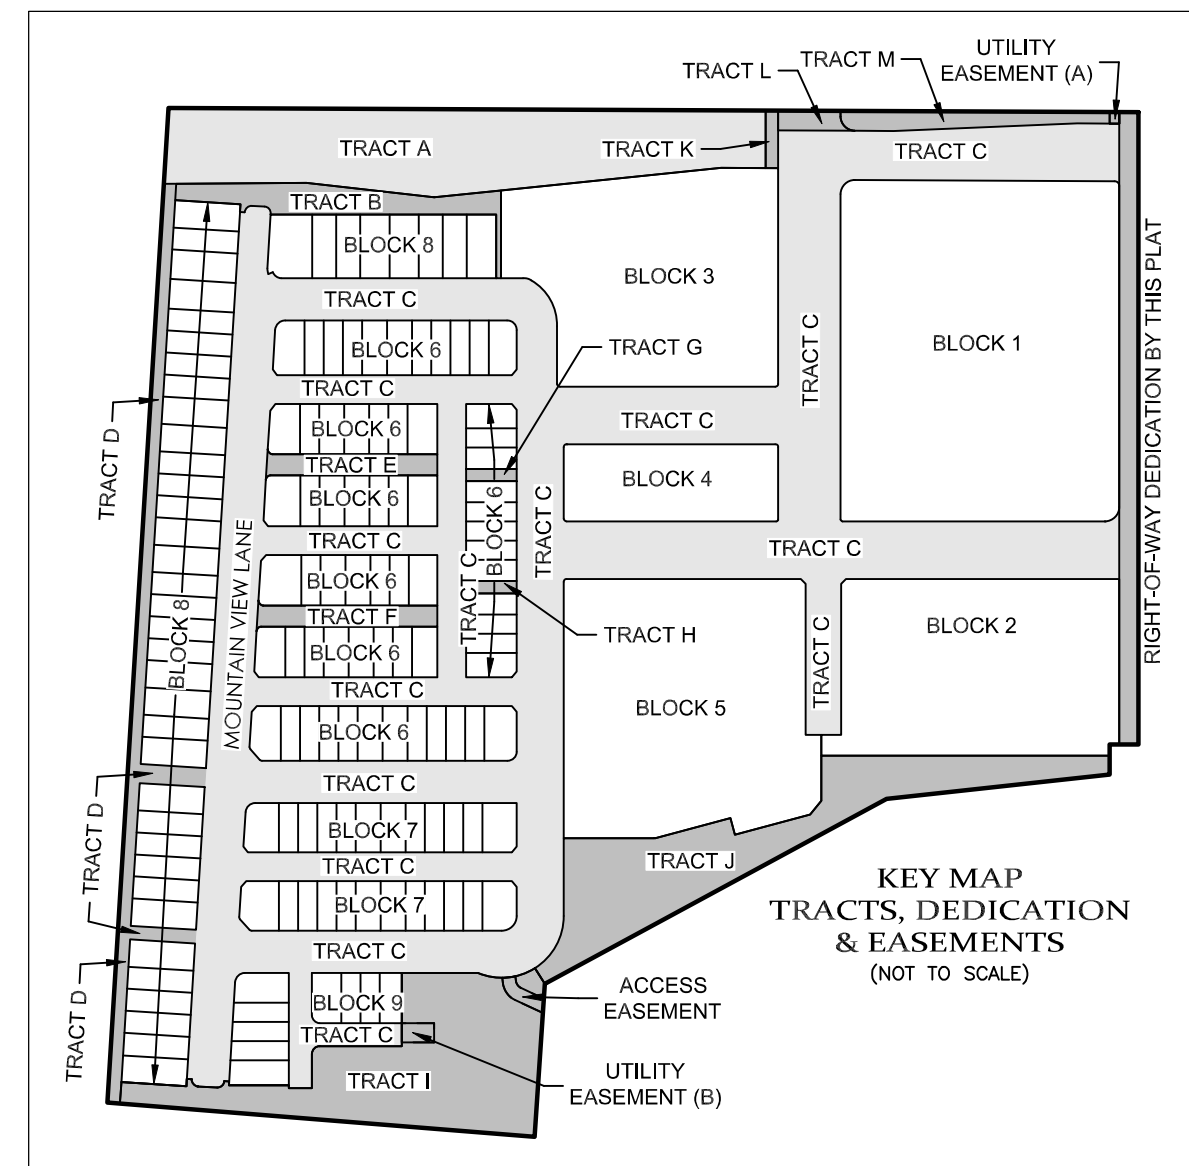 UTILITY
EASEMENT (A)
TRACT M
TRACT L
TRACT A
TRACT K
TRACT C
TRACT B
BLOCK 8
BLOCK 3
TRACT C
BLOCK 1
RIGHT-OF-WAY DEDICATION BY THIS PLAT
BLOCK 6
TRACT G
TRACT C
TRACT C
TRACT D
BLOCK 6
TRACT C
TRACT E
BLOCK 6
BLOCK 6
BLOCK 4
TRACT C
TRACT C
TRACT C
TRACT C
BLOCK 6
TRACT F
BLOCK 6
TRACT H
BLOCK 2
TRACT C
BLOCK 8
MOUNTAIN VIEW LANE
TRACT C
BLOCK 5
BLOCK 6
TRACT C
TRACT D
BLOCK 7
TRACT C
TRACT J
BLOCK 7
KEY MAP
TRACTS, DEDICATION
& EASEMENTS
(NOT TO SCALE)
TRACT C
TRACT D
BLOCK 9
ACCESS
EASEMENT
TRACT C
TRACT I
UTILITY
EASEMENT (B)